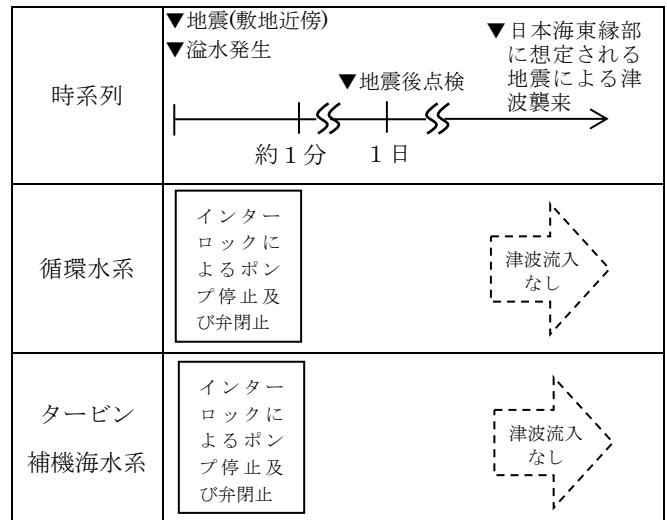 時系列
▼地震(敷地近傍)
▼溢水発生
▼地震後点検
▼日本海東縁部
に想定される
地震による津
波襲来
約1分
1日
循環水系
インター
ロックに
よるポン
プ停止及
び弁閉止
津波流入
なし
タービン
補機海水系
インター
ロックに
よるポン
プ停止及
び弁閉止
津波流入
なし